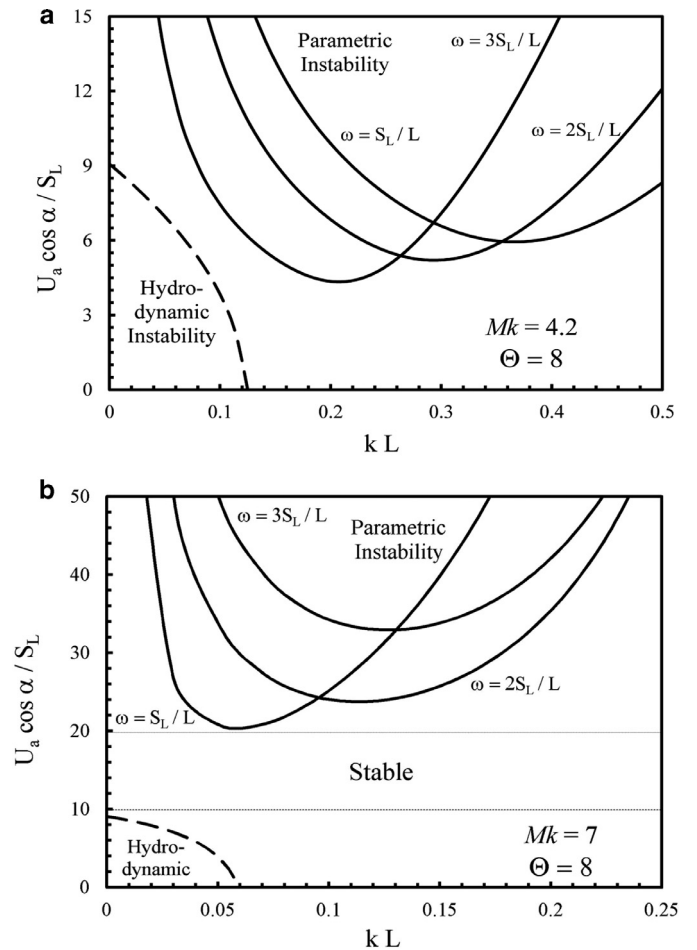 a
15
12
9
6
3
0
U_a cos α / S_L
Parametric
Instability
ω = 3S_L / L
ω = S_L / L
ω = 2S_L / L
Hydro-
dynamic
Instability
Mk = 4.2
Θ = 8
0
0.1
0.2
0.3
0.4
0.5
k L
b
50
40
30
20
10
0
U_a cos α / S_L
ω = 3S_L / L
Parametric
Instability
ω = S_L / L
ω = 2S_L / L
Stable
Hydro-
dynamic
Mk = 7
Θ = 8
0
0.05
0.1
0.15
0.2
0.25
k L